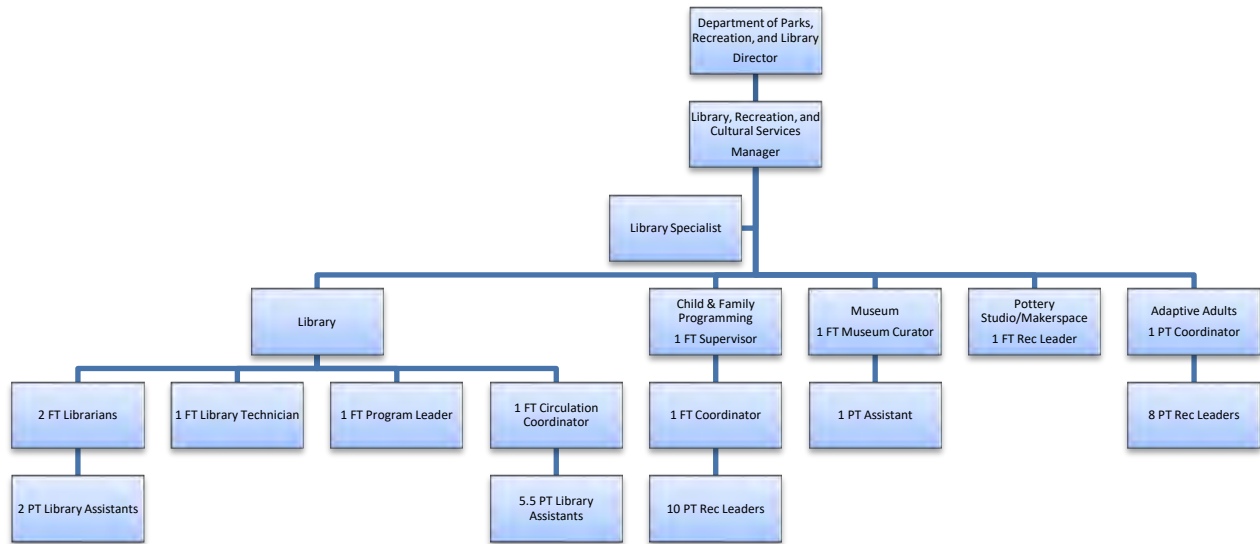 Department of Parks,
Recreation, and Library
Director
Library, Recreation, and
Cultural Services
Manager
Library Specialist
Library
Child & Family
Programming
1 FT Supervisor
Museum
1 FT Museum Curator
Pottery
Studio/Makerspace
1 FT Rec Leader
Adaptive Adults
1 PT Coordinator
2 FT Librarians
1 FT Library Technician
1 FT Program Leader
1 FT Circulation
Coordinator
1 FT Coordinator
1 PT Assistant
8 PT Rec Leaders
2 PT Library Assistants
5.5 PT Library
Assistants
10 PT Rec Leaders